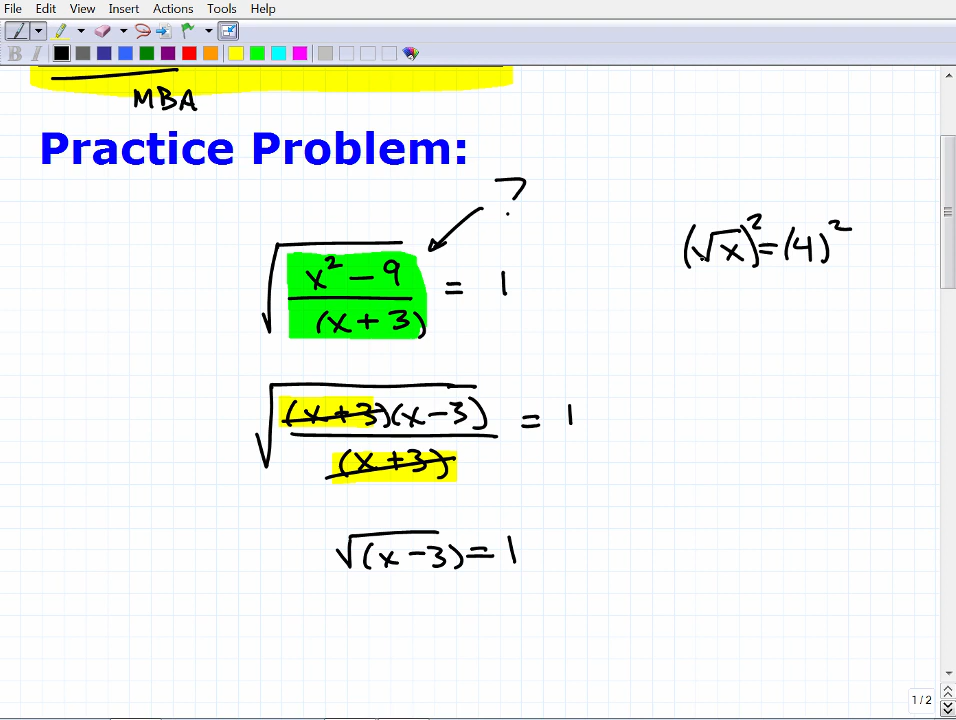 File Edit View Insert Actions Tools Help
B I
MBA
Practice Problem:
?
√((x² - 9)/(x + 3)) = 1
(√x)² = (4)²
√((x+3)(x-3)/(x+3)) = 1
√(x-3) = 1
1 / 2